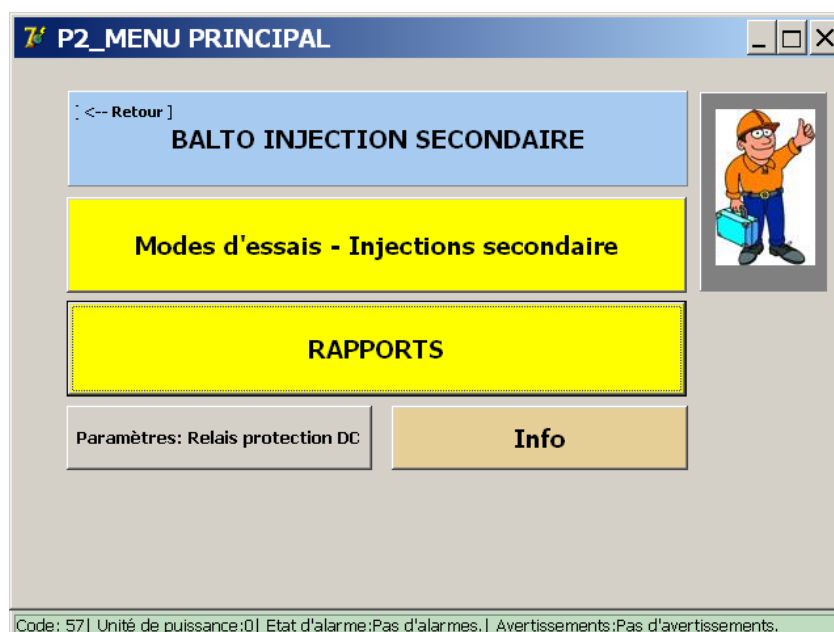 P2_MENU PRINCIPAL
[ <-- Retour ]
BALTO INJECTION SECONDAIRE
Modes d'essais - Injections secondaire
RAPPORTS
Paramètres: Relais protection DC
Info
Code: 57| Unité de puissance:0| Etat d'alarme:Pas d'alarmes.| Avertissements:Pas d'avertissements.